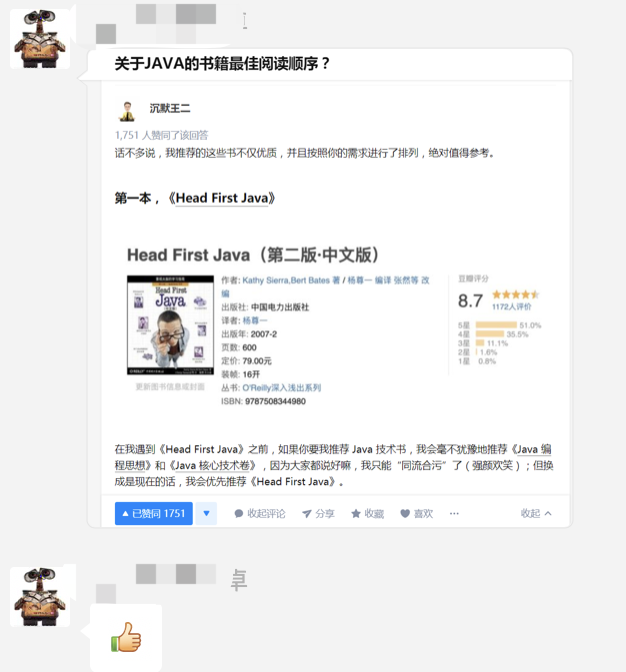 关于JAVA的书籍最佳阅读顺序？
沉默王二
1,751 人赞同了该回答
话不多说，我推荐的这些书不仅优质，并且按照你的需求进行了排列，绝对值得参考。
第一本，《Head First Java》
Head First Java（第二版·中文版）
作者: Kathy Sierra,Bert Bates 著 / 杨尊一 编译 张然等 改
编
出版社: 中国电力出版社
译者: 杨尊一
出版年: 2007-2
页数: 600
定价: 79.00元
装帧: 16开
丛书: O'Reilly深入浅出系列
ISBN: 9787508344980
Head First
Java
更新图书信息或封面
豆瓣评分
8.7
1172人评价
5星 51.0%
4星 35.5%
3星 11.1%
2星 1.6%
1星 0.8%
在我遇到《Head First Java》之前，如果你要我推荐 Java 技术书，我会毫不犹豫地推荐《Java 编
程思想》和《Java 核心技术卷》，因为大家都说好嘛，我只能“同流合污”了（强颜欢笑）；但换
成是现在的话，我会优先推荐《Head First Java》。
已赞同 1751 收起评论 分享 收藏 喜欢 ··· 收起